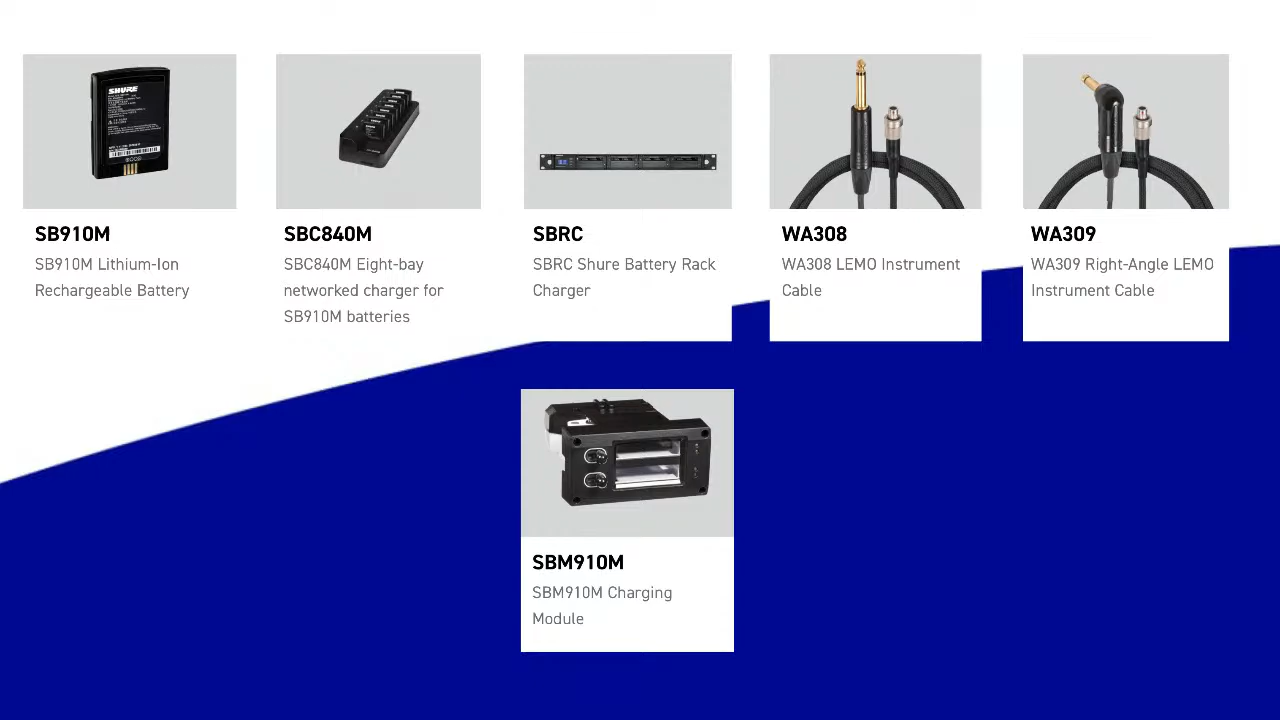 SHURE
SB910M
SB910M Lithium-Ion
Rechargeable Battery
SBC840M
SBC840M Eight-bay
networked charger for
SB910M batteries
SBRC
SBRC Shure Battery Rack
Charger
WA308
WA308 LEMO Instrument
Cable
WA309
WA309 Right-Angle LEMO
Instrument Cable
SBM910M
SBM910M Charging
Module